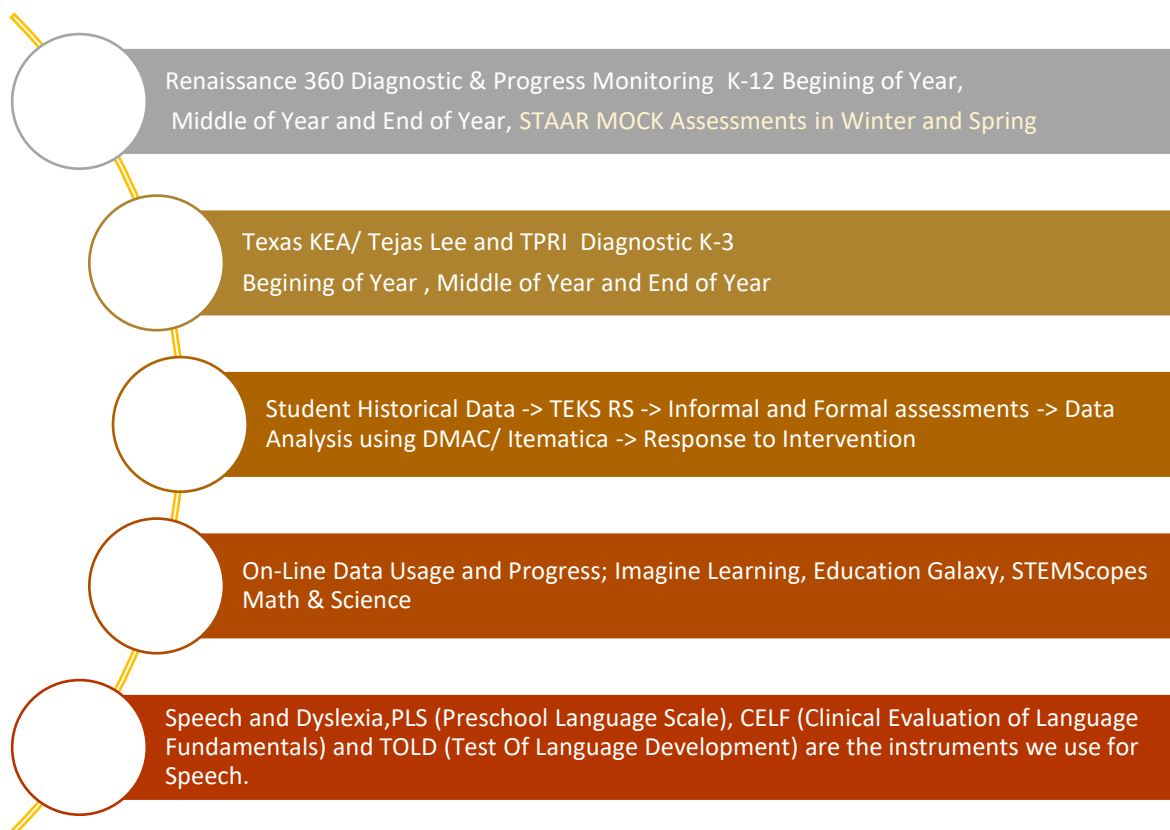 Renaissance 360 Diagnostic & Progress Monitoring  K-12 Begining of Year,
Middle of Year and End of Year, STAAR MOCK Assessments in Winter and Spring
Texas KEA/ Tejas Lee and TPRI  Diagnostic K-3
Begining of Year , Middle of Year and End of Year
Student Historical Data -> TEKS RS -> Informal and Formal assessments -> Data
Analysis using DMAC/ Itematica -> Response to Intervention
On-Line Data Usage and Progress; Imagine Learning, Education Galaxy, STEMScopes
Math & Science
Speech and Dyslexia,PLS (Preschool Language Scale), CELF (Clinical Evaluation of Language
Fundamentals) and TOLD (Test Of Language Development) are the instruments we use for
Speech.